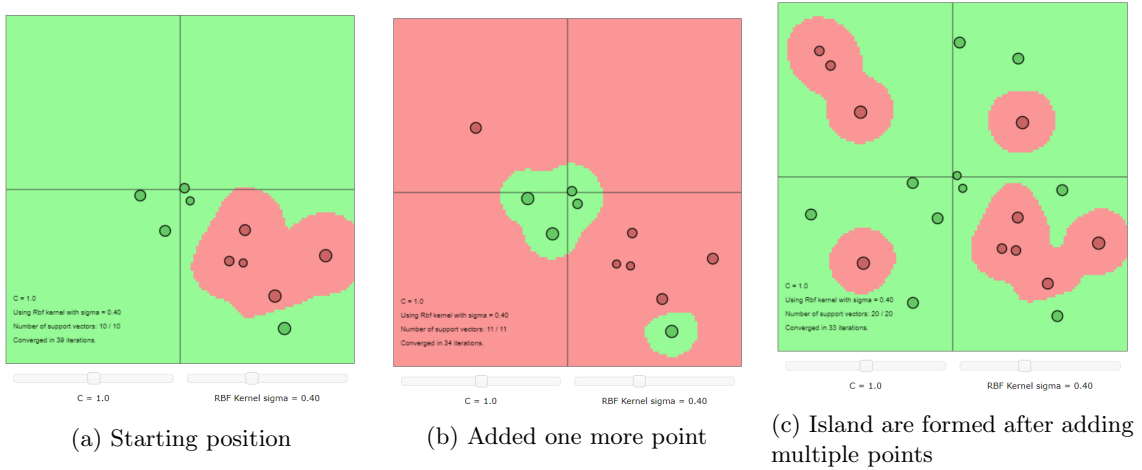 C = 1.0
Using Rbf kernel with sigma = 0.40
Number of support vectors: 10 / 10
Converged in 39 iterations.
C = 1.0
RBF Kernel sigma = 0.40
(a) Starting position
C = 1.0
Using Rbf kernel with sigma = 0.40
Number of support vectors: 11 / 11
Converged in 34 iterations.
C = 1.0
RBF Kernel sigma = 0.40
(b) Added one more point
C = 1.0
Using Rbf kernel with sigma = 0.40
Number of support vectors: 20 / 20
Converged in 33 iterations.
C = 1.0
RBF Kernel sigma = 0.40
(c) Island are formed after adding
multiple points